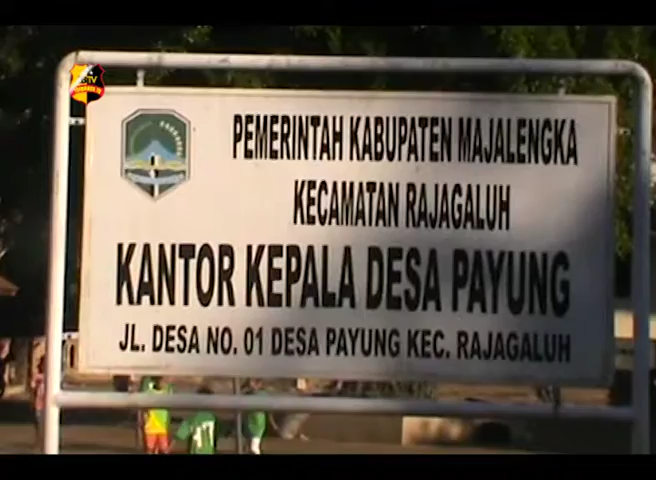 PEMERINTAH KABUPATEN MAJALENGKA
KECAMATAN RAJAGALUH
KANTOR KEPALA DESA PAYUNG
JL. DESA NO. 01 DESA PAYUNG KEC. RAJAGALUH